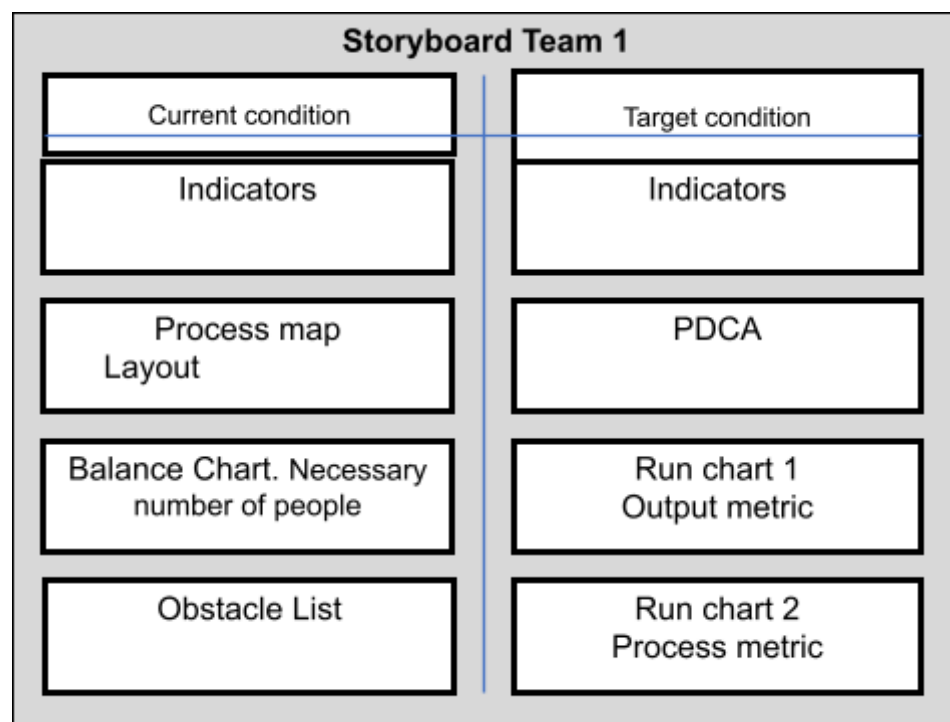 Storyboard Team 1
Current condition
Indicators
Process map
Layout
Balance Chart. Necessary
number of people
Obstacle List
Target condition
Indicators
PDCA
Run chart 1
Output metric
Run chart 2
Process metric